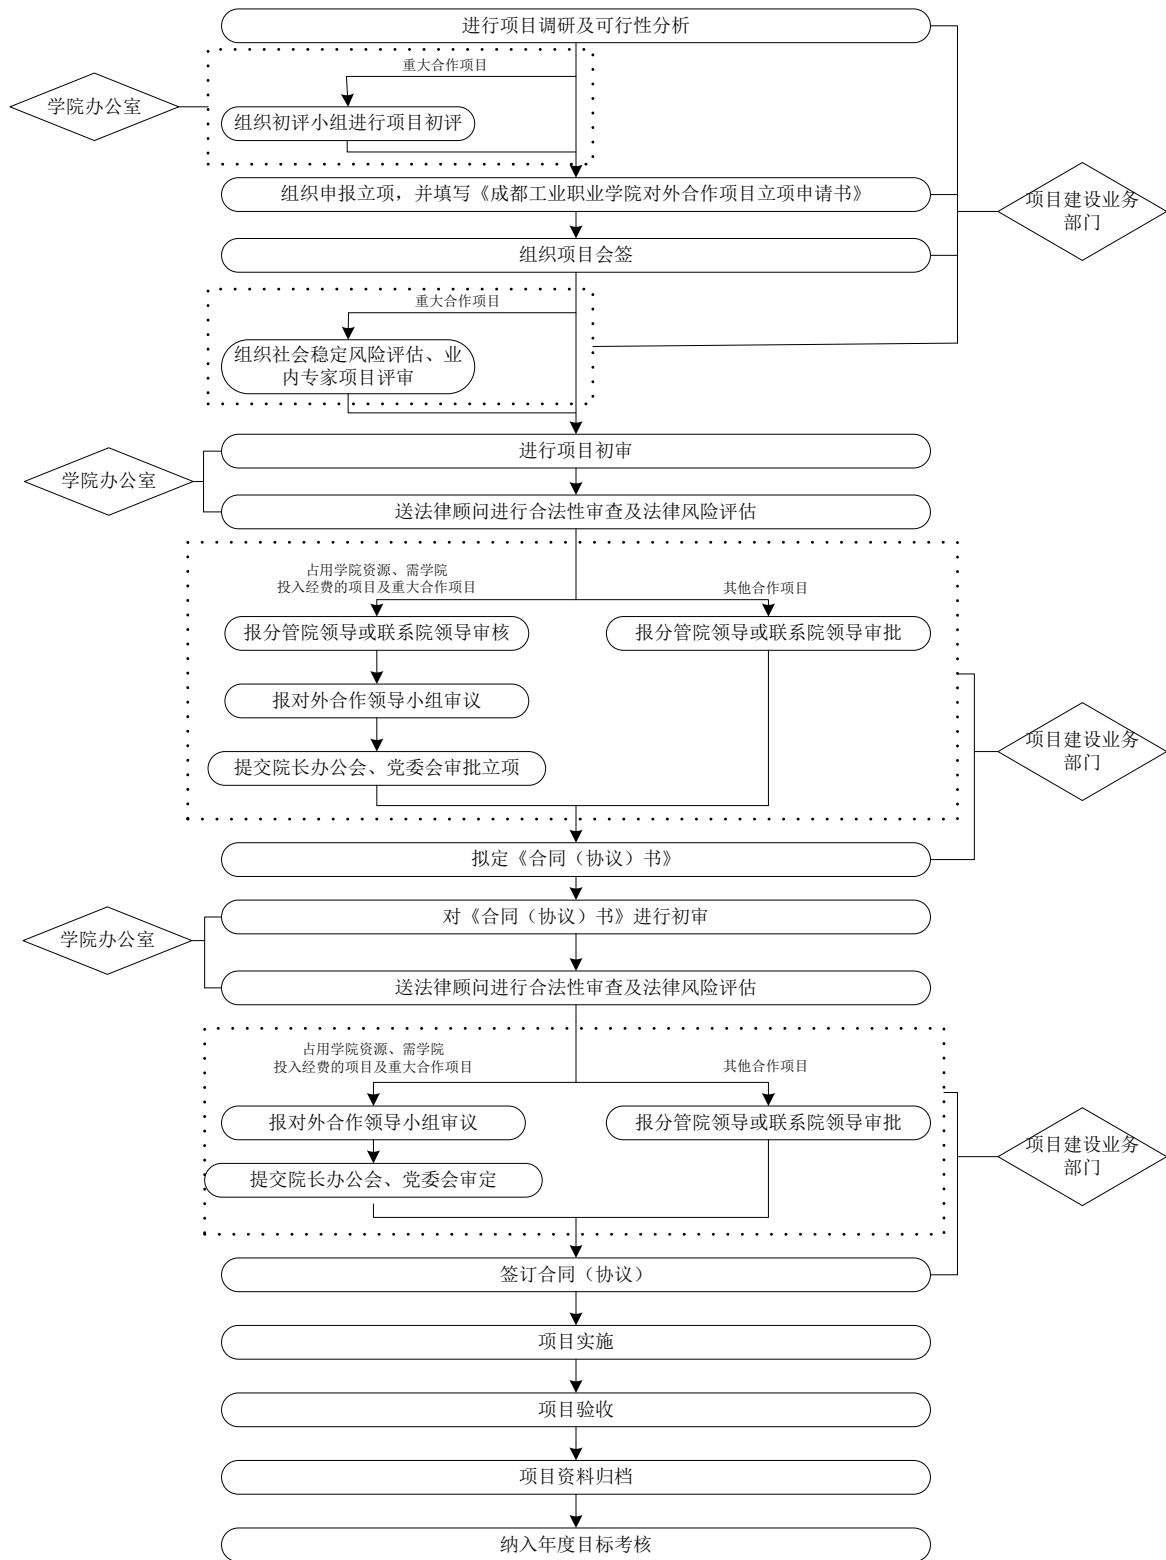 进行项目调研及可行性分析
重大合作项目
学院办公室
组织初评小组进行项目初评
组织申报立项，并填写《成都工业职业学院对外合作项目立项申请书》
项目建设业务
部门
组织项目会签
重大合作项目
组织社会稳定风险评估、业
内专家项目评审
进行项目初审
学院办公室
送法律顾问进行合法性审查及法律风险评估
占用学院资源、需学院
投入经费的项目及重大合作项目
其他合作项目
报分管院领导或联系院领导审核
报分管院领导或联系院领导审批
报对外合作领导小组审议
项目建设业务
部门
提交院长办公会、党委会审批立项
拟定《合同（协议）书》
对《合同（协议）书》进行初审
学院办公室
送法律顾问进行合法性审查及法律风险评估
占用学院资源、需学院
投入经费的项目及重大合作项目
其他合作项目
报对外合作领导小组审议
报分管院领导或联系院领导审批
项目建设业务
部门
提交院长办公会、党委会审定
签订合同（协议）
项目实施
项目验收
项目资料归档
纳入年度目标考核